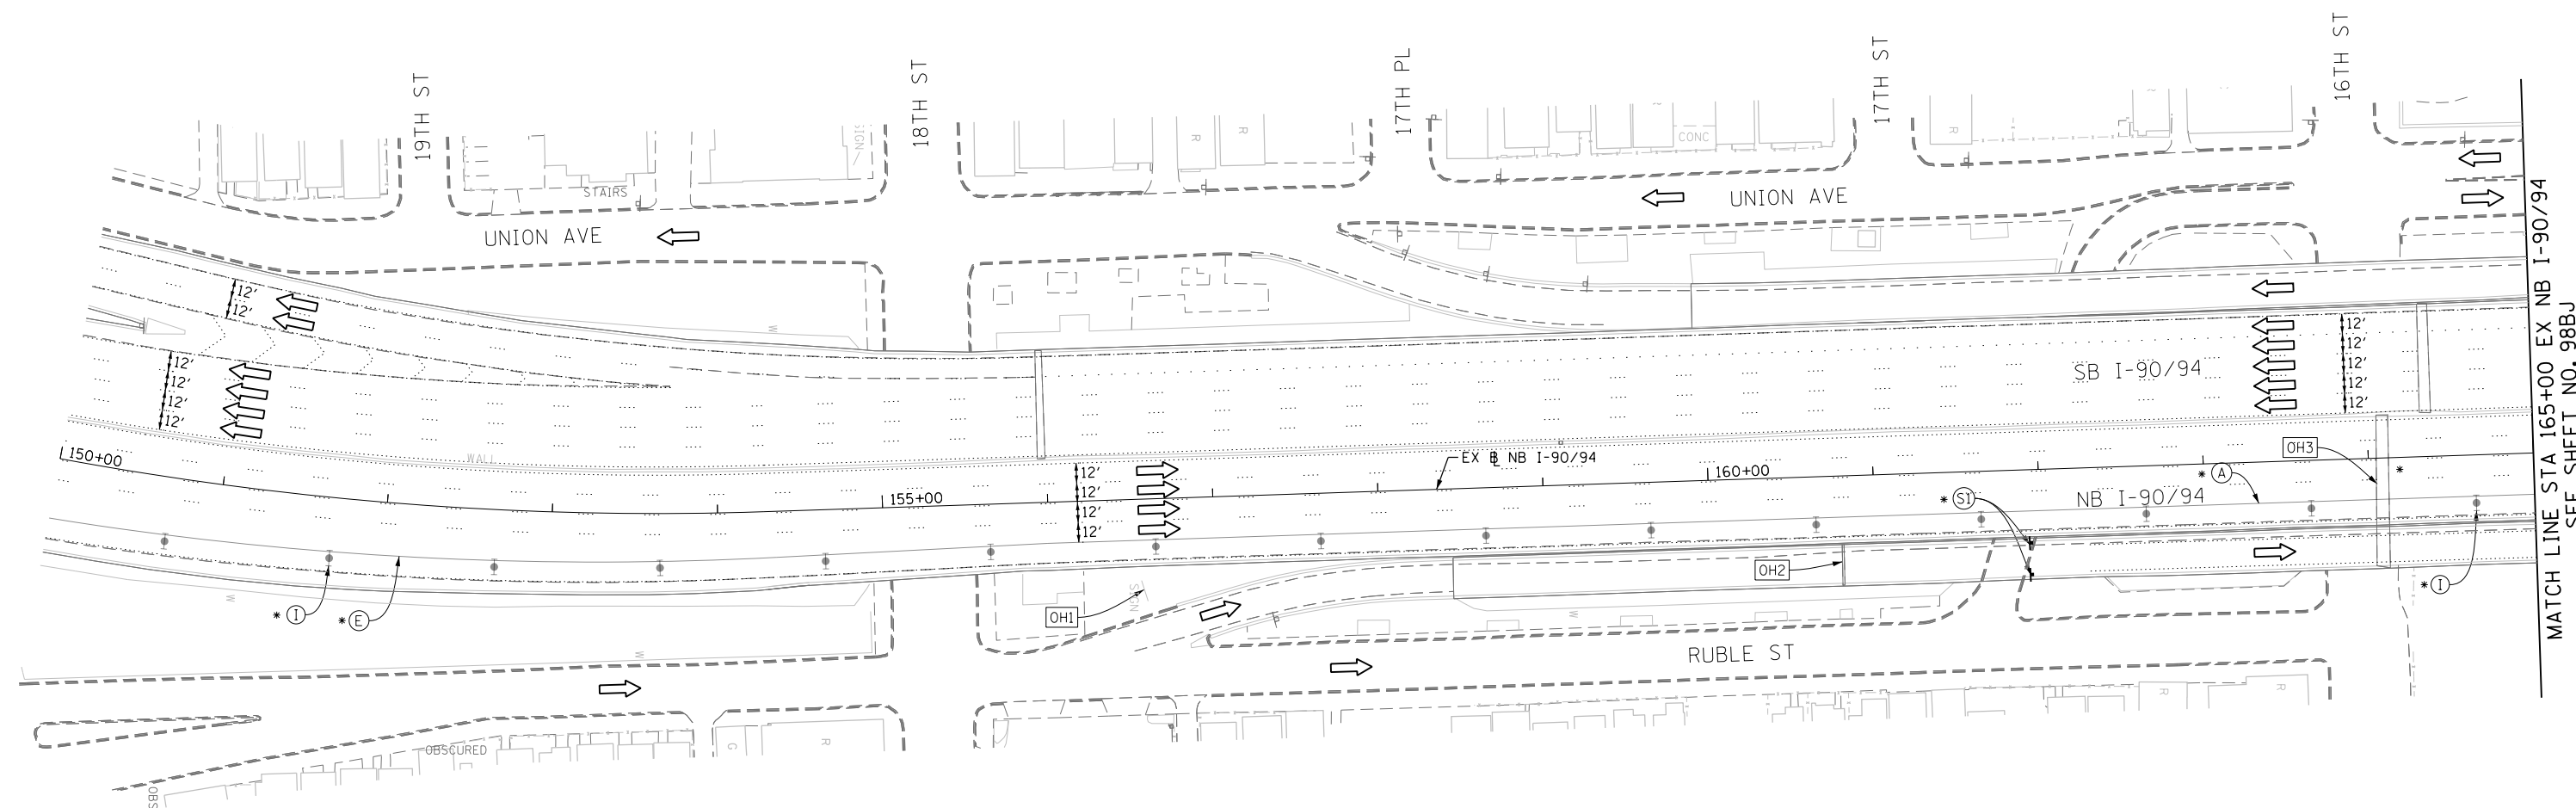 19TH ST
18TH ST
17TH PL
17TH ST
16TH ST
SIGN
R
R
CONC
R
STAIRS
UNION AVE
UNION AVE
12'
12'
W
12'
12'
12'
12'
SB I-90/94
12'
12'
12'
12'
12'
WALL
150+00
155+00
EX ⅊ NB I-90/94
160+00
OH3
*
* A
* SI
NB I-90/94
12'
12'
12'
12'
W
* I
* E
SIGN
OH1
OH2
W
* I
W
RUBLE ST
OBSCURED
G
R
R
R
OBS
MATCH LINE STA 165+00 EX NB I-90/94
SEE SHEET NO. 98BJ